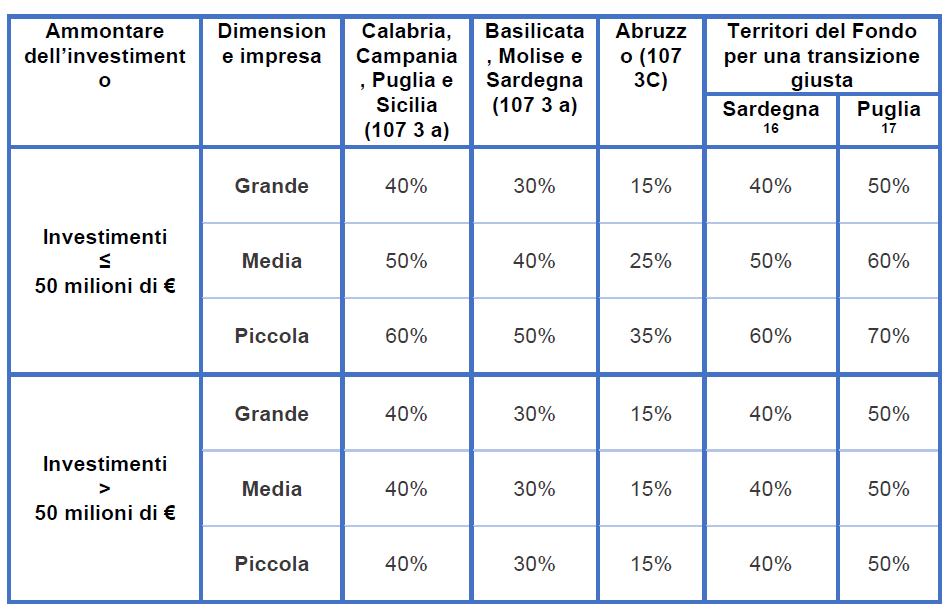 Ammontare
dell’investiment
o
Dimension
e impresa
Calabria,
Campania
, Puglia e
Sicilia
(107 3 a)
Basilicata
, Molise e
Sardegna
(107 3 a)
Abruzz
o (107
3C)
Territori del Fondo
per una transizione
giusta
Sardegna
16
Puglia
17
Investimenti
≤
50 milioni di €
Grande 40% 30% 15% 40% 50%
Media 50% 40% 25% 50% 60%
Piccola 60% 50% 35% 60% 70%
Investimenti
>
50 milioni di €
Grande 40% 30% 15% 40% 50%
Media 40% 30% 15% 40% 50%
Piccola 40% 30% 15% 40% 50%